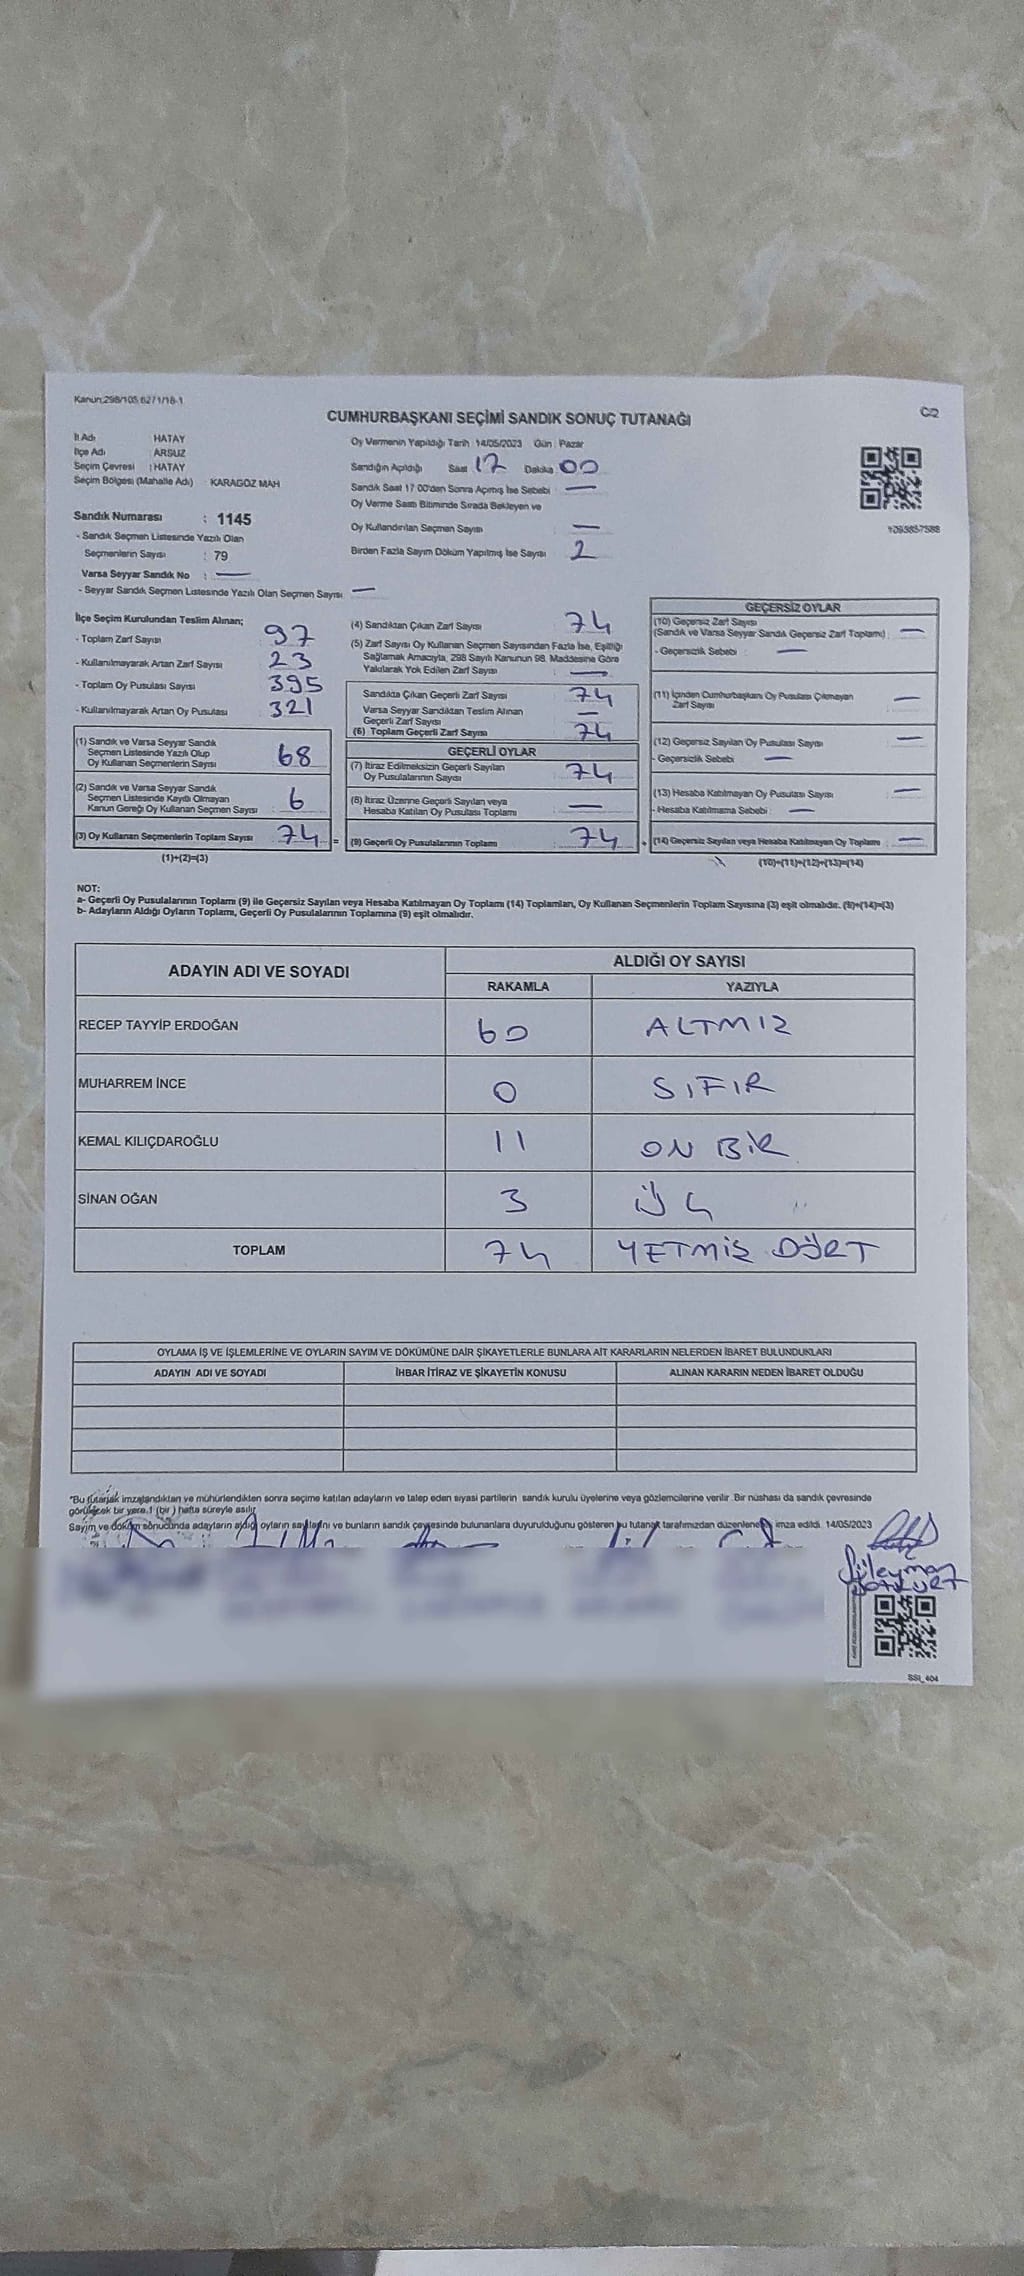 Kanun:298/105,6271/18-1
CUMHURBAŞKANI SEÇİMİ SANDIK SONUÇ TUTANAĞI
C/2
İl Adı HATAY
İlçe Adı ARSUZ
Seçim Çevresi : HATAY
Seçim Bölgesi (Mahalle Adı) : KARAGÖZ MAH
Sandık Numarası : 1145
- Sandık Seçmen Listesinde Yazılı Olan
Seçmenlerin Sayısı : 79
Varsa Seyyar Sandık No : —
- Seyyar Sandık Seçmen Listesinde Yazılı Olan Seçmen Sayısı: —
Oy Vermenin Yapıldığı Tarih : 14/05/2023 Gün : Pazar
Sandığın Açıldığı Saat 17 Dakika 00
Sandık Saat 17:00'den Sonra Açılmış İse Sebebi : —
Oy Verme Saati Bitiminde Sırada Bekleyen ve
Oy Kullandırılan Seçmen Sayısı —
Birden Fazla Sayım Döküm Yapılmış İse Sayısı 2
İlçe Seçim Kurulundan Teslim Alınan;
- Toplam Zarf Sayısı 97
- Kullanılmayarak Artan Zarf Sayısı 23
- Toplam Oy Pusulası Sayısı 395
- Kullanılmayarak Artan Oy Pusulası 321
(1) Sandık ve Varsa Seyyar Sandık
Seçmen Listesinde Yazılı Olup
Oy Kullanan Seçmenlerin Sayısı 68
(2) Sandık ve Varsa Seyyar Sandık
Seçmen Listesinde Kayıtlı Olmayan
Kanun Gereği Oy Kullanan Seçmen Sayısı 6
(3) Oy Kullanan Seçmenlerin Toplam Sayısı 74 =
(1)+(2)=(3)
(4) Sandıktan Çıkan Zarf Sayısı 74
(5) Zarf Sayısı Oy Kullanan Seçmen Sayısından Fazla İse, Eşitliği
Sağlamak Amacıyla, 298 Sayılı Kanunun 98. Maddesine Göre
Yakılarak Yok Edilen Zarf Sayısı —
Sandıkta Çıkan Geçerli Zarf Sayısı 74
Varsa Seyyar Sandıktan Teslim Alınan
Geçerli Zarf Sayısı —
(6) Toplam Geçerli Zarf Sayısı 74
GEÇERLİ OYLAR
(7) İtiraz Edilmeksizin Geçerli Sayılan
Oy Pusulalarının Sayısı 74
(8) İtiraz Üzerine Geçerli Sayılan veya
Hesaba Katılan Oy Pusulası Toplamı —
(9) Geçerli Oy Pusulalarının Toplamı 74 +
GEÇERSİZ OYLAR
(10) Geçersiz Zarf Sayısı
(Sandık ve Varsa Seyyar Sandık Geçersiz Zarf Toplamı) —
- Geçersizlik Sebebi : —
(11) İçinden Cumhurbaşkanı Oy Pusulası Çıkmayan
Zarf Sayısı —
(12) Geçersiz Sayılan Oy Pusulası Sayısı —
- Geçersizlik Sebebi : —
(13) Hesaba Katılmayan Oy Pusulası Sayısı —
- Hesaba Katılmama Sebebi : —
(14) Geçersiz Sayılan veya Hesaba Katılmayan Oy Toplamı —
(10)+(11)+(12)+(13)=(14)
NOT:
a- Geçerli Oy Pusulalarının Toplamı (9) ile Geçersiz Sayılan veya Hesaba Katılmayan Oy Toplamı (14) Toplamları, Oy Kullanan Seçmenlerin Toplam Sayısına (3) eşit olmalıdır. (9)+(14)=(3)
b- Adayların Aldığı Oyların Toplamı, Geçerli Oy Pusulalarının Toplamına (9) eşit olmalıdır.
ADAYIN ADI VE SOYADI ALDIĞI OY SAYISI
RAKAMLA YAZIYLA
RECEP TAYYİP ERDOĞAN 60 ALTMIZ
MUHARREM İNCE 0 SIFIR
KEMAL KILIÇDAROĞLU 11 ON BİR
SİNAN OĞAN 3 ÜÇ
TOPLAM 74 YETMİŞ DÖRT
OYLAMA İŞ VE İŞLEMLERİNE VE OYLARIN SAYIM VE DÖKÜMÜNE DAİR ŞİKAYETLERLE BUNLARA AİT KARARLARIN NELERDEN İBARET BULUNDUKLARI
ADAYIN ADI VE SOYADI İHBAR İTİRAZ VE ŞİKAYETİN KONUSU ALINAN KARARIN NEDEN İBARET OLDUĞU
"Bu tutanak imzalandıktan ve mühürlendikten sonra seçime katılan adayların ve talep eden siyasi partilerin sandık kurulu üyelerine veya gözlemcilerine verilir. Bir nüshası da sandık çevresinde
görülecek bir yere 1 (bir ) hafta süreyle asılır.
Sayım ve döküm sonucunda adayların aldığı oyların sayılarını ve bunların sandık çevresinde bulunanlara duyurulduğunu gösteren bu tutanak tarafımızdan düzenlenerek imza edildi. 14/05/2023
Süleyman
SSI_404